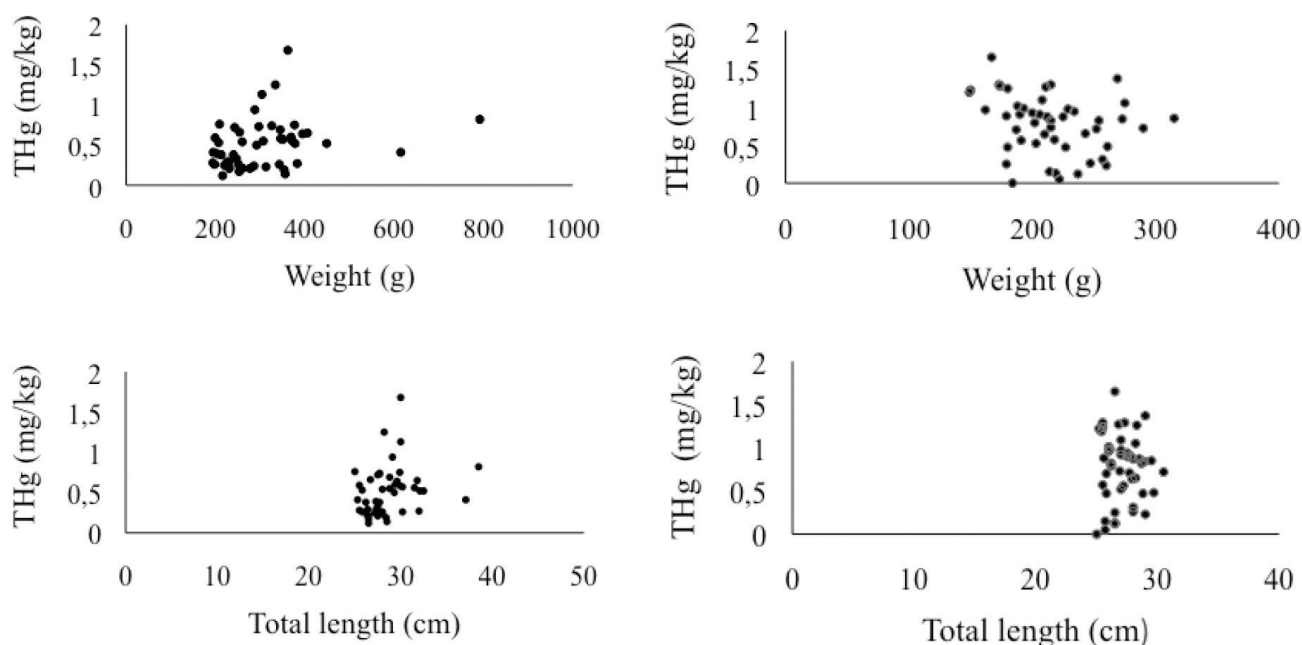 THg (mg/kg)
2
1,5
1
0,5
0
0 200 400 600 800 1000
Weight (g)
THg (mg/kg)
2
1,5
1
0,5
0
0 100 200 300 400
Weight (g)
THg (mg/kg)
2
1,5
1
0,5
0
0 10 20 30 40 50
Total length (cm)
THg (mg/kg)
2
1,5
1
0,5
0
0 10 20 30 40
Total length (cm)